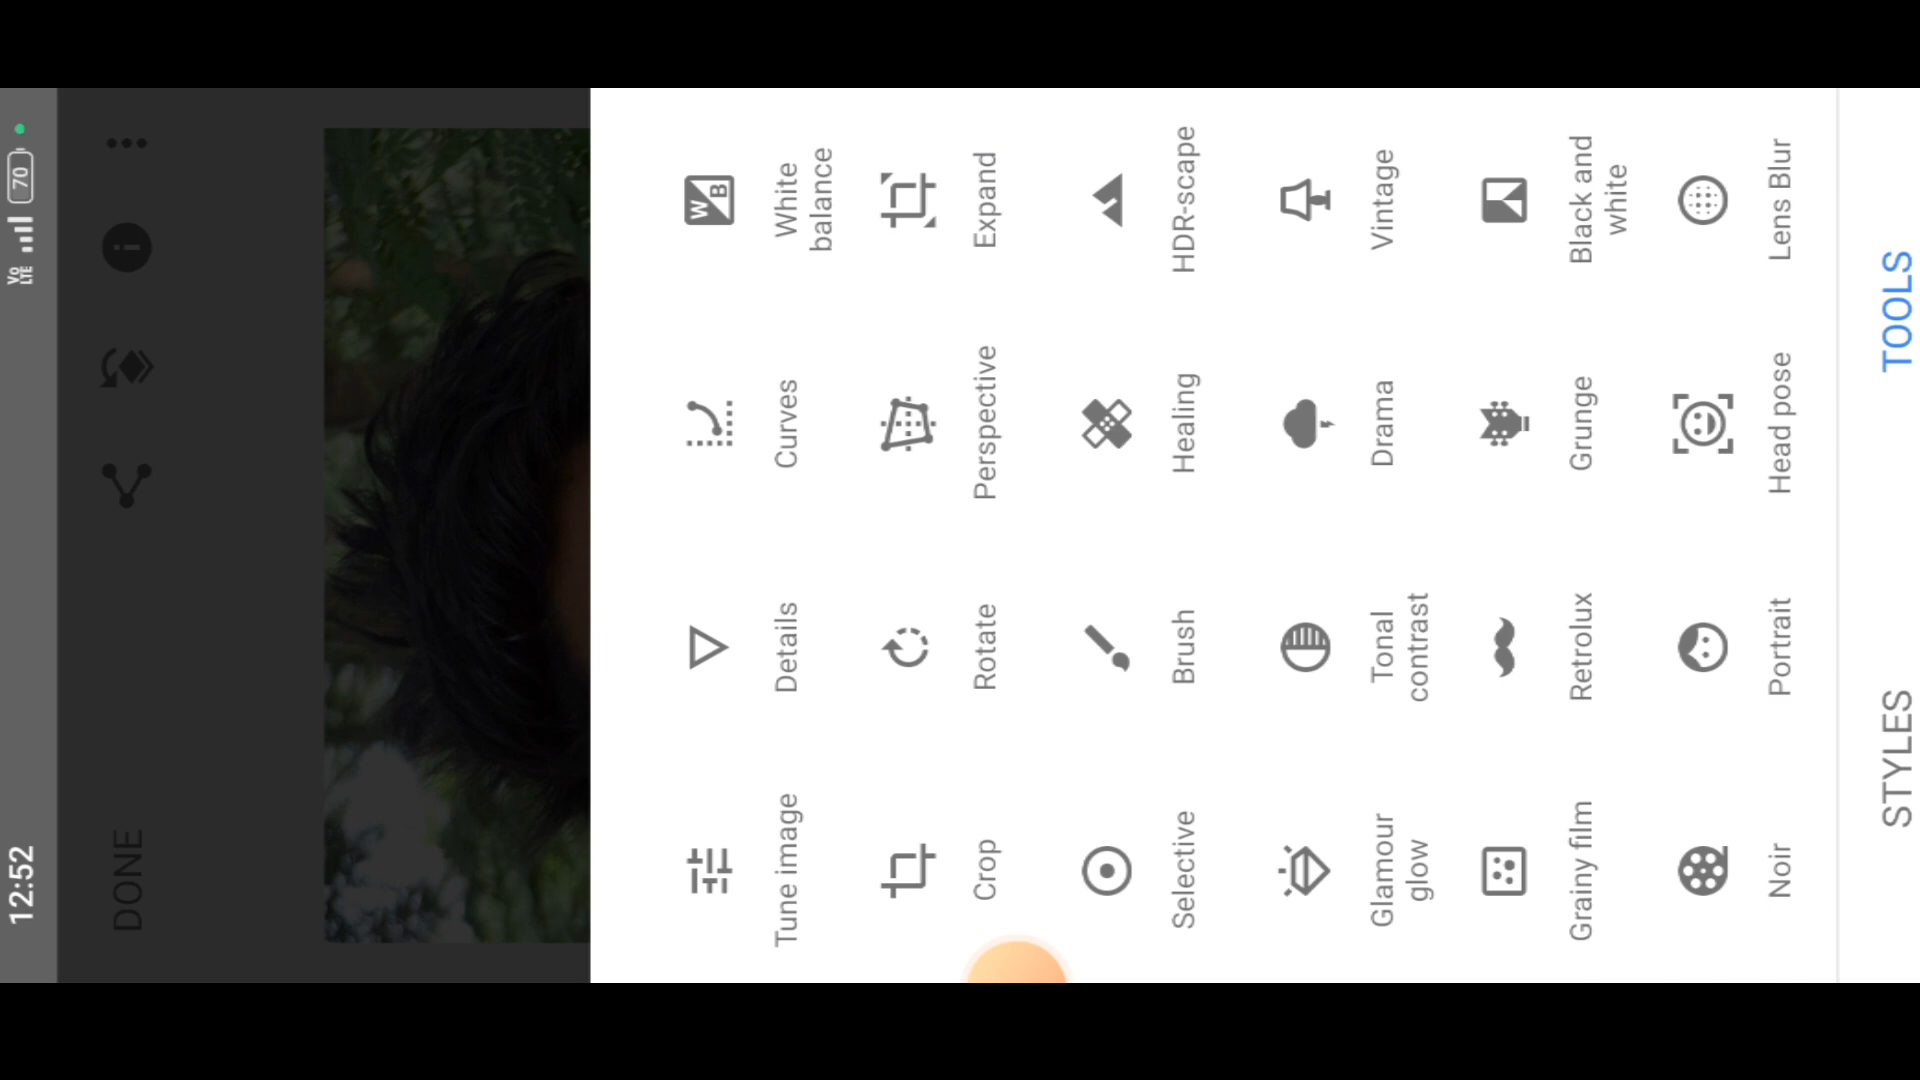 12:52
Vo
LTE
70
DONE
Tune image
Details
Curves
White
balance
Crop
Rotate
Perspective
Expand
Selective
Brush
Healing
HDR-scape
Glamour
glow
Tonal
contrast
Drama
Vintage
Grainy film
Retrolux
Grunge
Black and
white
Noir
Portrait
Head pose
Lens Blur
STYLES
TOOLS